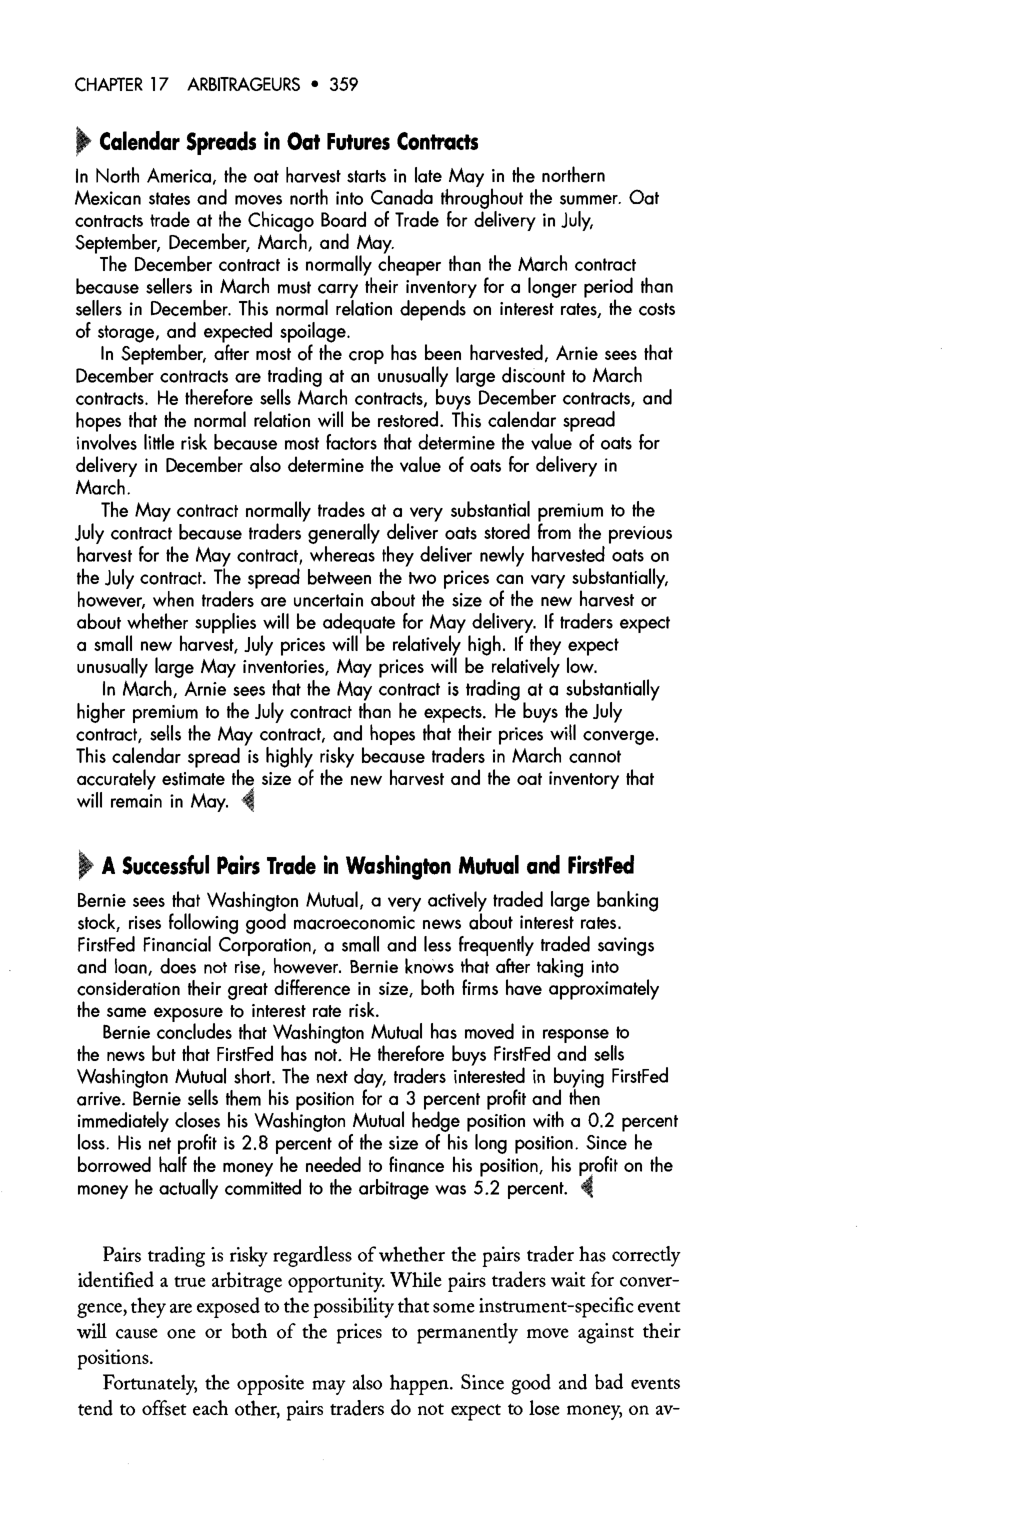 CHAPTER 17 ARBITRAGEURS • 359
Calendar Spreads in Oat Futures Contracts
In North America, the oat harvest starts in late May in the northern
Mexican states and moves north into Canada throughout the summer. Oat
contracts trade at the Chicago Board of Trade for delivery in July,
September, December, March, and May.
The December contract is normally cheaper than the March contract
because sellers in March must carry their inventory for a longer period than
sellers in December. This normal relation depends on interest rates, the costs
of storage, and expected spoilage.
In September, after most of the crop has been harvested, Arnie sees that
December contracts are trading at an unusually large discount to March
contracts. He therefore sells March contracts, buys December contracts, and
hopes that the normal relation will be restored. This calendar spread
involves little risk because most factors that determine the value of oats for
delivery in December also determine the value of oats for delivery in
March.
The May contract normally trades at a very substantial premium to the
July contract because traders generally deliver oats stored from the previous
harvest for the May contract, whereas they deliver newly harvested oats on
the July contract. The spread between the two prices can vary substantially,
however, when traders are uncertain about the size of the new harvest or
about whether supplies will be adequate for May delivery. If traders expect
a small new harvest, July prices will be relatively high. If they expect
unusually large May inventories, May prices will be relatively low.
In March, Arnie sees that the May contract is trading at a substantially
higher premium to the July contract than he expects. He buys the July
contract, sells the May contract, and hopes that their prices will converge.
This calendar spread is highly risky because traders in March cannot
accurately estimate the size of the new harvest and the oat inventory that
will remain in May.
A Successful Pairs Trade in Washington Mutual and FirstFed
Bernie sees that Washington Mutual, a very actively traded large banking
stock, rises following good macroeconomic news about interest rates.
FirstFed Financial Corporation, a small and less frequently traded savings
and loan, does not rise, however. Bernie knows that after taking into
consideration their great difference in size, both firms have approximately
the same exposure to interest rate risk.
Bernie concludes that Washington Mutual has moved in response to
the news but that FirstFed has not. He therefore buys FirstFed and sells
Washington Mutual short. The next day, traders interested in buying FirstFed
arrive. Bernie sells them his position for a 3 percent profit and then
immediately closes his Washington Mutual hedge position with a 0.2 percent
loss. His net profit is 2.8 percent of the size of his long position. Since he
borrowed half the money he needed to finance his position, his profit on the
money he actually committed to the arbitrage was 5.2 percent.
Pairs trading is risky regardless of whether the pairs trader has correctly
identified a true arbitrage opportunity. While pairs traders wait for conver-
gence, they are exposed to the possibility that some instrument-specific event
will cause one or both of the prices to permanently move against their
positions.
Fortunately, the opposite may also happen. Since good and bad events
tend to offset each other, pairs traders do not expect to lose money, on av-